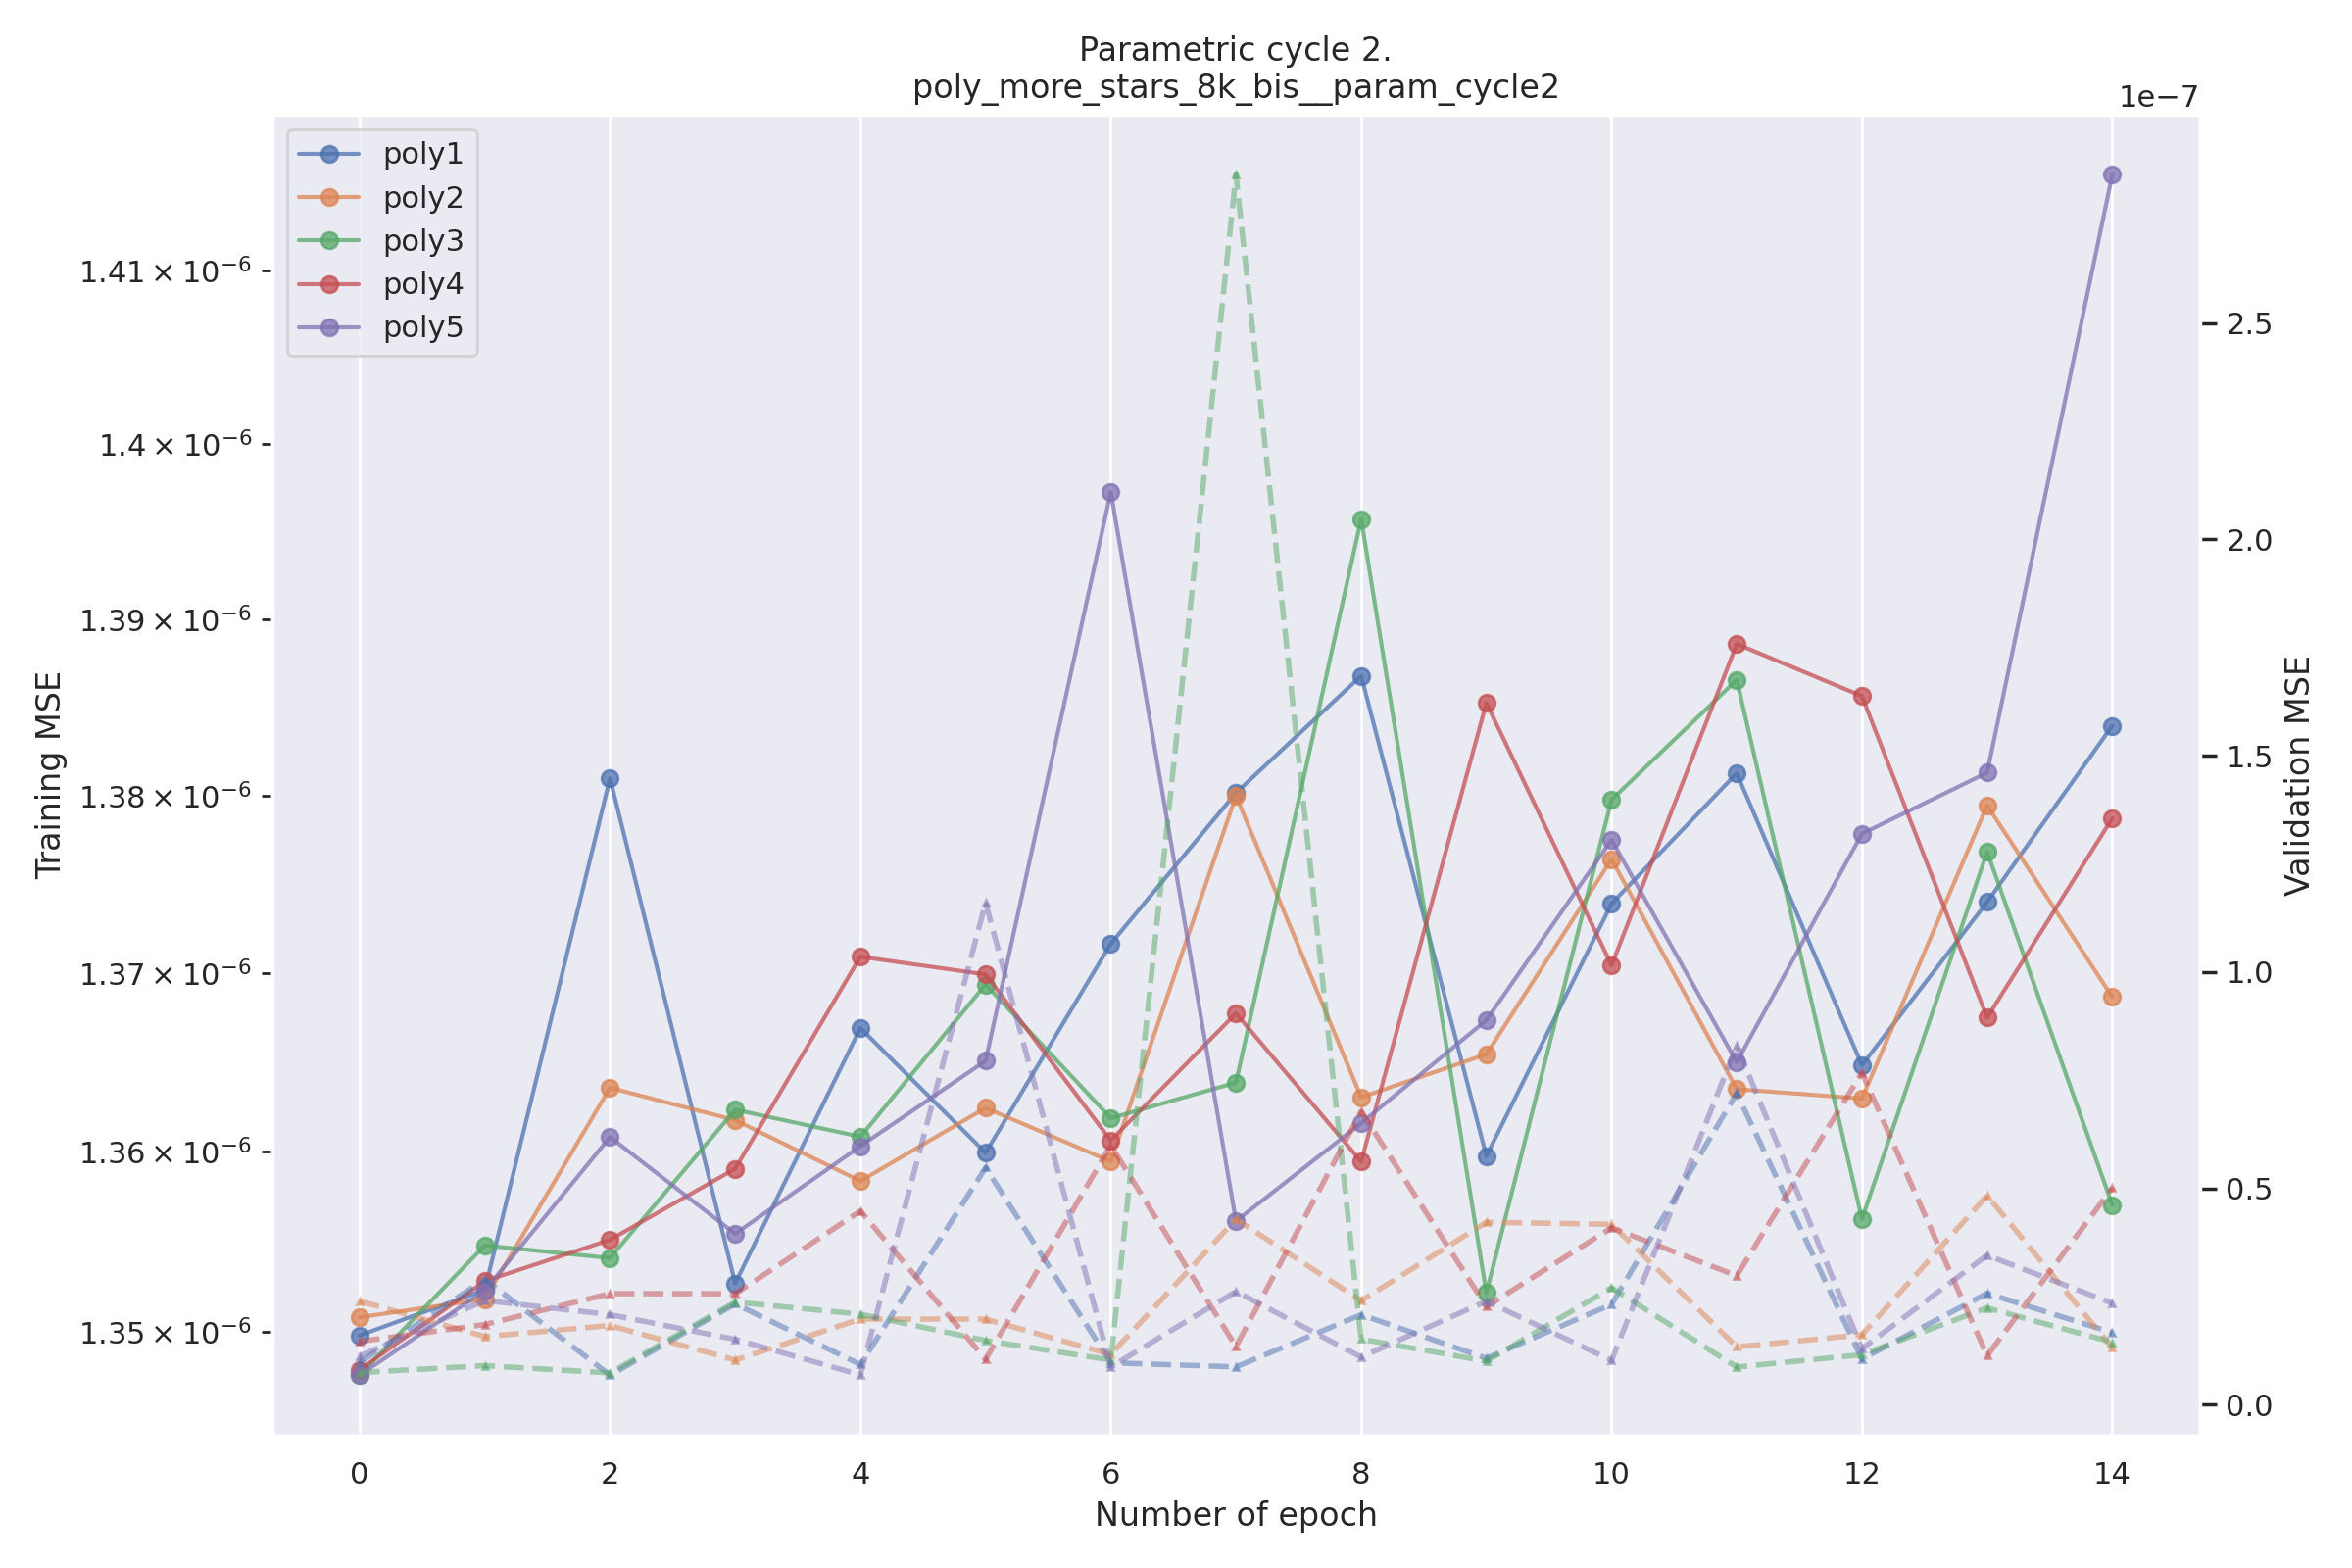 Parametric cycle 2.
poly_more_stars_8k_bis__param_cycle2
1e−7
poly1
poly2
poly3
poly4
poly5
Training MSE
1.41 × 10⁻⁶
1.4 × 10⁻⁶
1.39 × 10⁻⁶
1.38 × 10⁻⁶
1.37 × 10⁻⁶
1.36 × 10⁻⁶
1.35 × 10⁻⁶
2.5
2.0
1.5
1.0
0.5
0.0
Validation MSE
0 2 4 6 8 10 12 14
Number of epoch